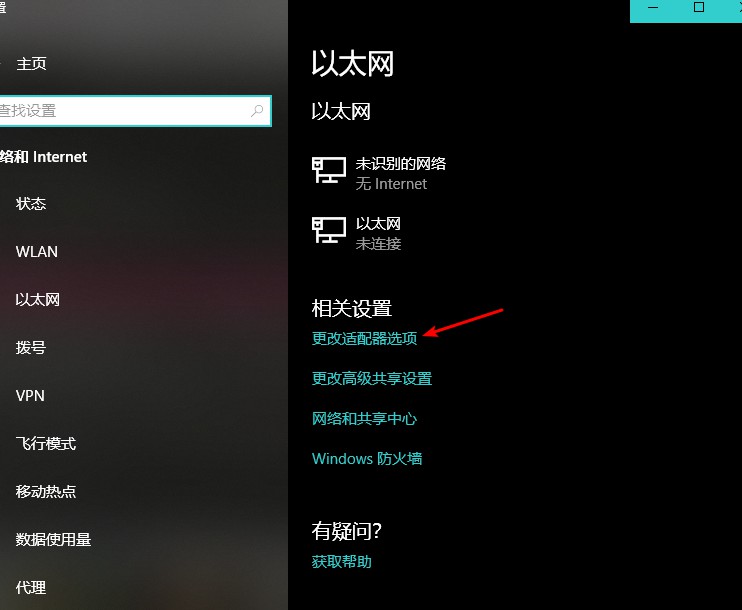 置
主页
查找设置
络和 Internet
状态
WLAN
以太网
拨号
VPN
飞行模式
移动热点
数据使用量
代理
以太网
以太网
未识别的网络
无 Internet
以太网
未连接
相关设置
更改适配器选项
更改高级共享设置
网络和共享中心
Windows 防火墙
有疑问?
获取帮助